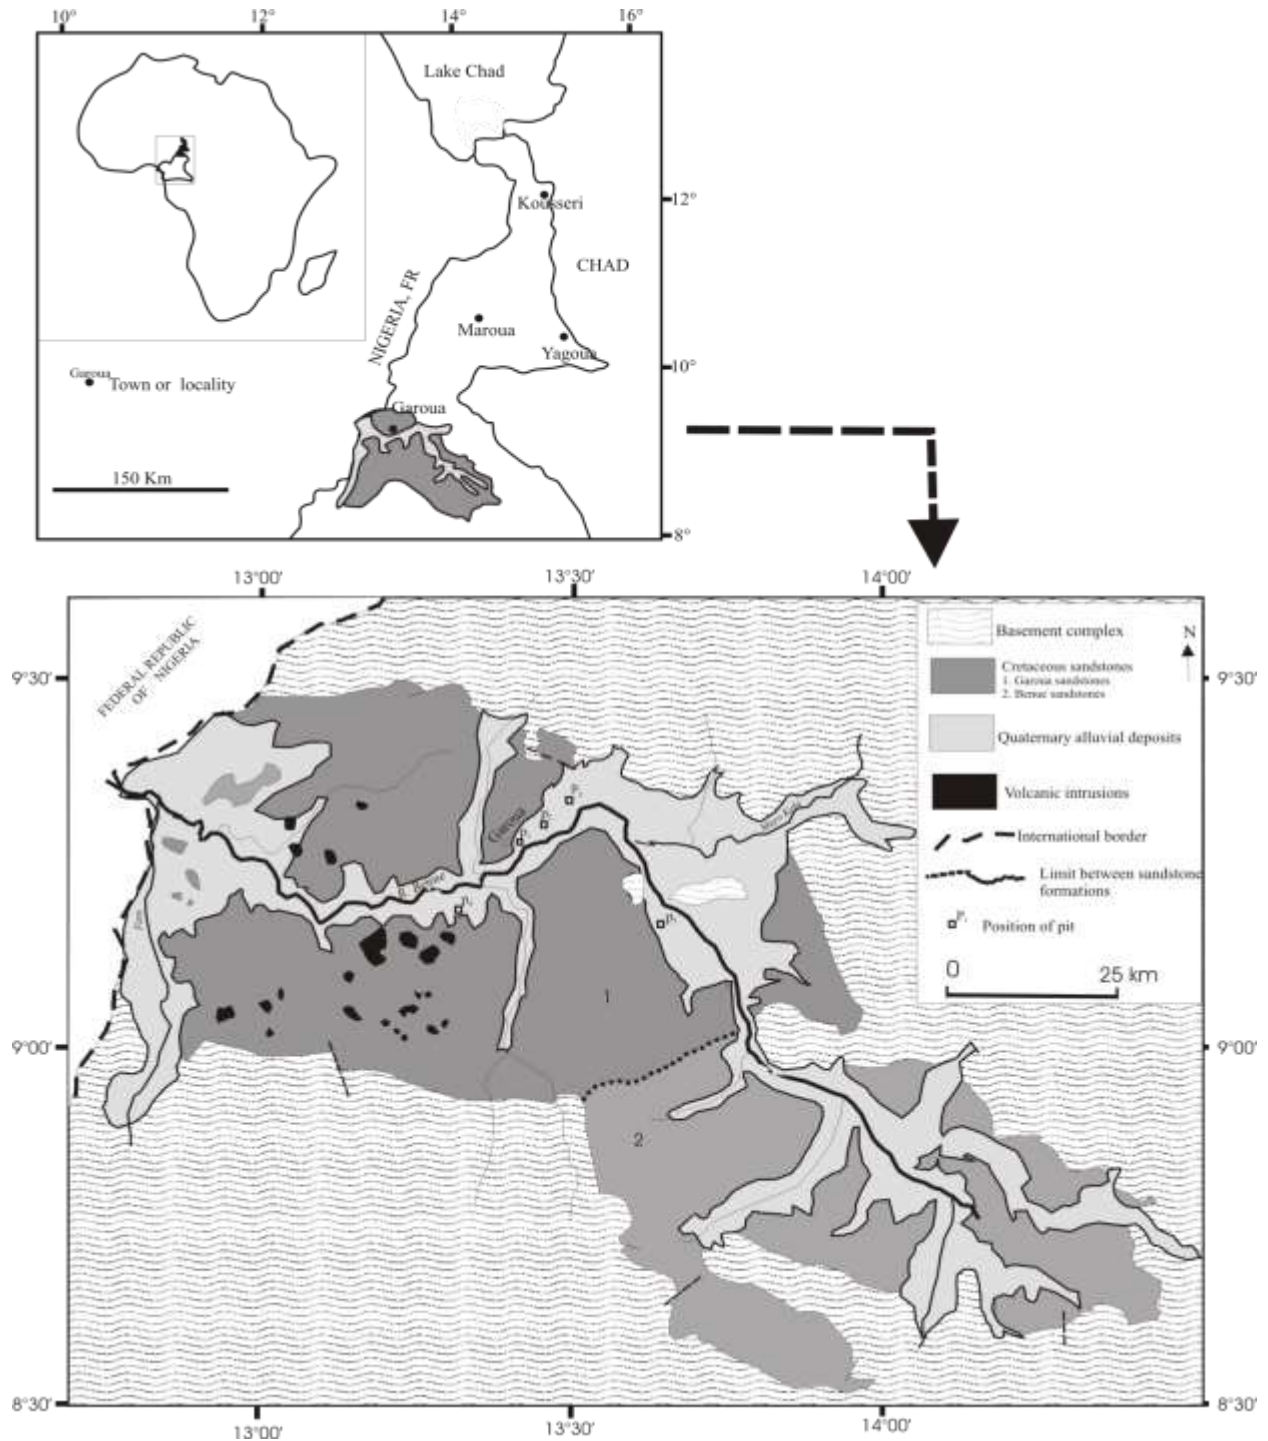 10°
12°
14°
16°
Lake Chad
12°
Kousseri
CHAD
NIGERIA, FR
Maroua
Yagoua
10°
Garoua
Town or locality
Garoua
150 Km
8°
13°00'
13°30'
14°00'
FEDERAL REPUBLIC
OF NIGERIA
Basement complex
N
9°30'
9°30'
Cretaceous sandstones
1. Garoua sandstones
2. Benue sandstones
Quaternary alluvial deposits
Volcanic intrusions
International border
Limit between sandstone
formations
Position of pit
0
25 km
Garoua
R. Benue
1
9°00'
9°00'
2
8°30'
8°30'
13°00'
13°30'
14°00'